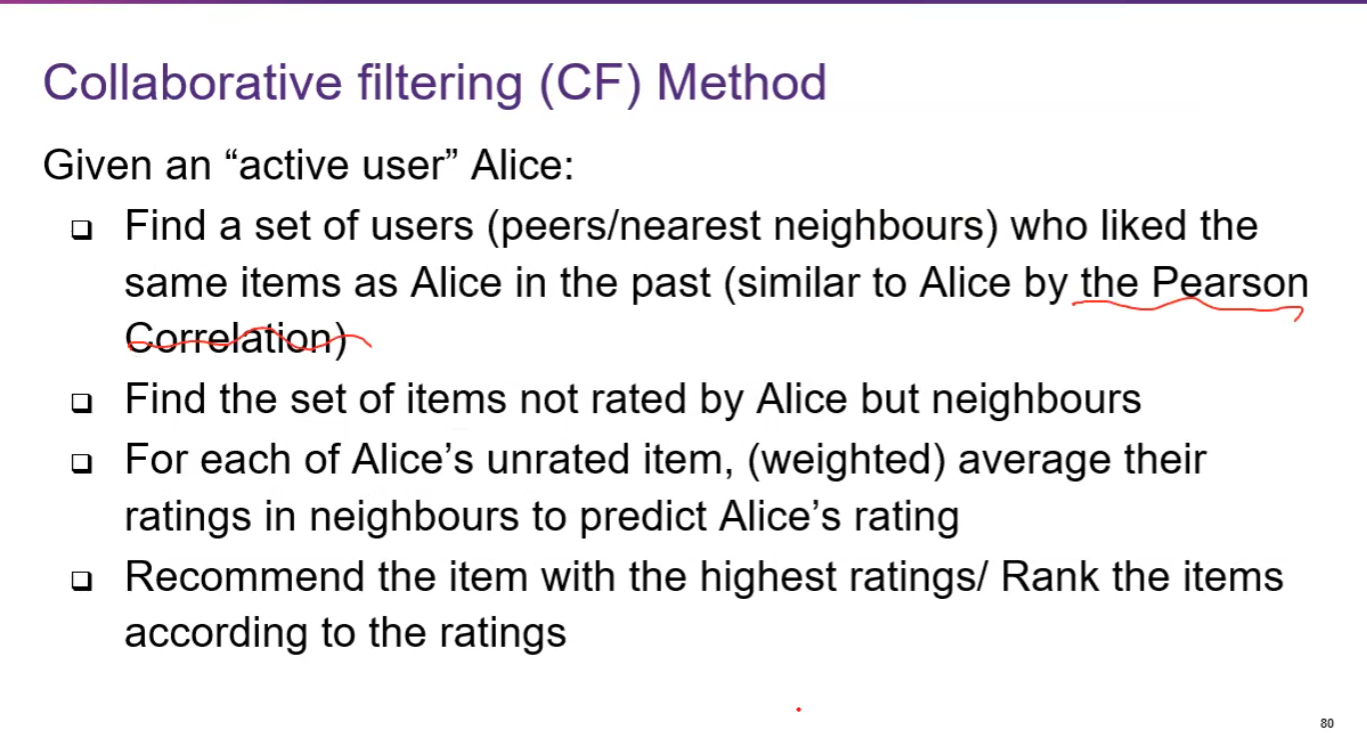 Collaborative filtering (CF) Method
Given an “active user” Alice:
❑ Find a set of users (peers/nearest neighbours) who liked the
same items as Alice in the past (similar to Alice by the Pearson
Correlation)
❑ Find the set of items not rated by Alice but neighbours
❑ For each of Alice’s unrated item, (weighted) average their
ratings in neighbours to predict Alice’s rating
❑ Recommend the item with the highest ratings/ Rank the items
according to the ratings
80